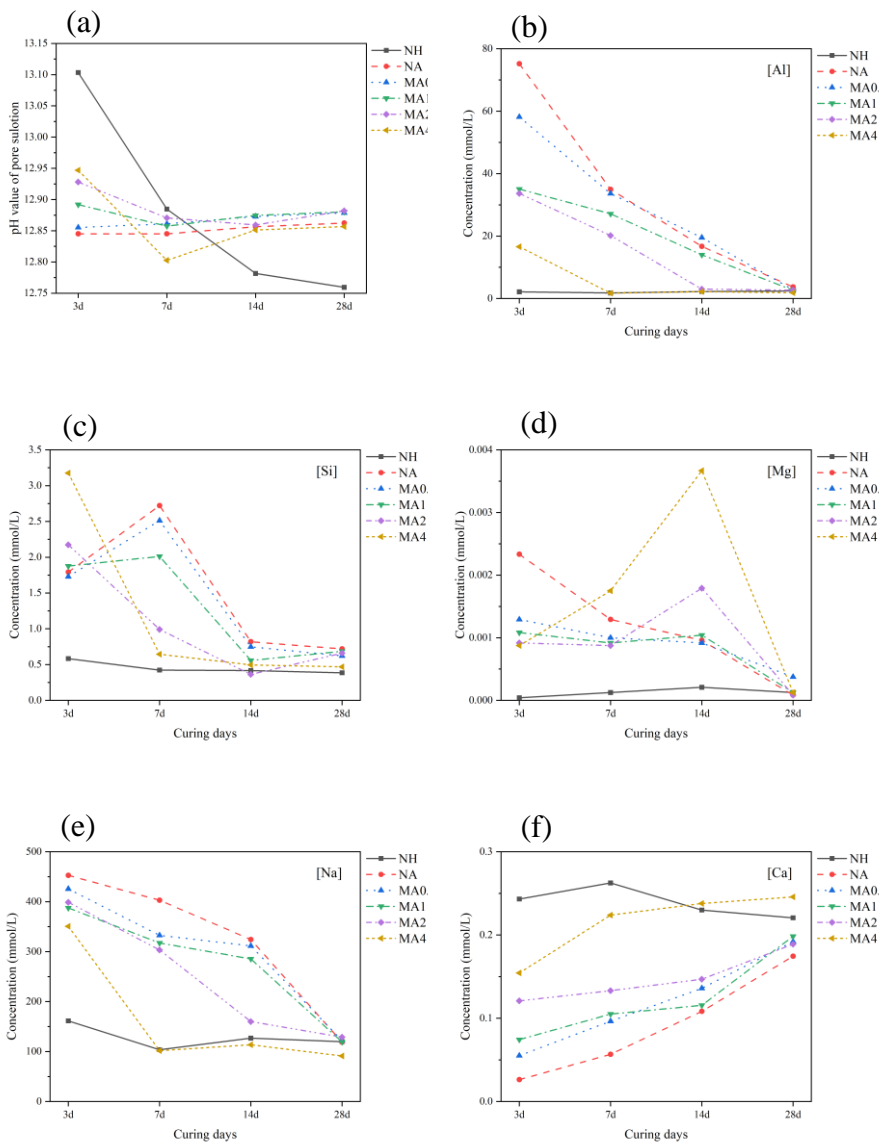 (a)
13.15
13.10
13.05
13.00
12.95
12.90
12.85
12.80
12.75
pH value of pore sulotion
3d 7d 14d 28d
Curing days
NH
NA
MA0
MA1
MA2
MA4
(b)
[Al]
80
60
40
20
0
Concentration (mmol/L)
3d 7d 14d 28d
Curing days
NH
NA
MA0.
MA1
MA2
MA4
(c)
[Si]
3.5
3.0
2.5
2.0
1.5
1.0
0.5
0.0
Concentration (mmol/L)
3d 7d 14d 28d
Curing days
NH
NA
MA0.
MA1
MA2
MA4
(d)
[Mg]
0.004
0.003
0.002
0.001
0.000
Concentration (mmol/L)
3d 7d 14d 28d
Curing days
NH
NA
MA0.
MA1
MA2
MA4
(e)
[Na]
500
400
300
200
100
0
Concentration (mmol/L)
3d 7d 14d 28d
Curing days
NH
NA
MA0.
MA1
MA2
MA4
(f)
[Ca]
0.3
0.2
0.1
0.0
Concentration (mmol/L)
3d 7d 14d 28d
Curing days
NH
NA
MA0.
MA1
MA2
MA4